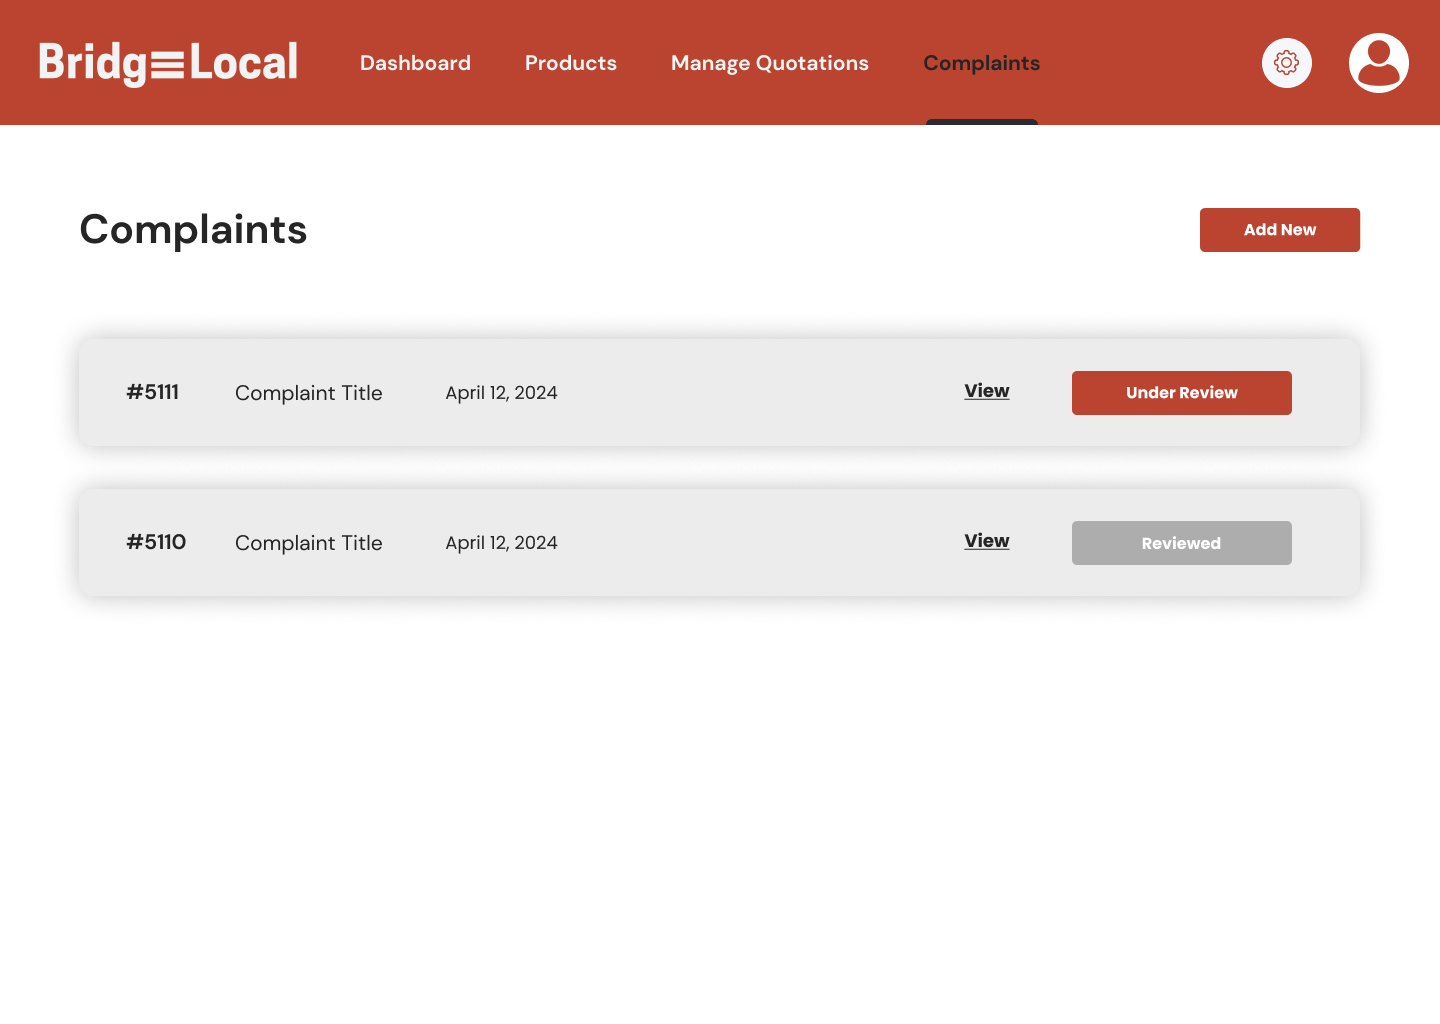 BridgeLocal
Dashboard
Products
Manage Quotations
Complaints
Complaints
Add New
#5111
Complaint Title
April 12, 2024
View
Under Review
#5110
Complaint Title
April 12, 2024
View
Reviewed